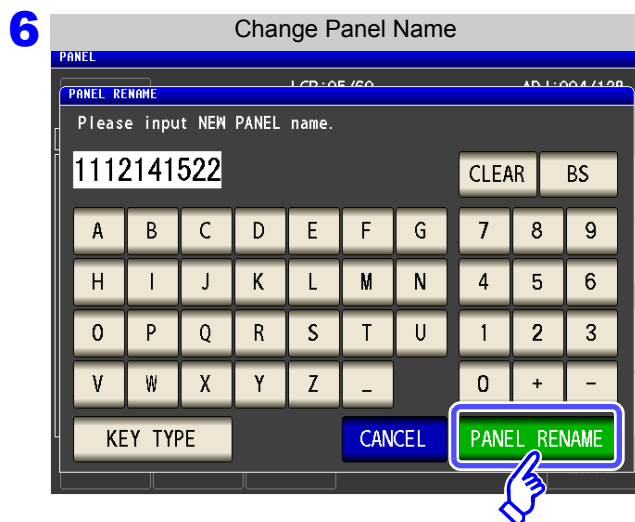 6
Change Panel Name
PANEL
PANEL RENAME
Please input NEW PANEL name.
1112141522 CLEAR BS
A B C D E F G 7 8 9
H I J K L M N 4 5 6
O P Q R S T U 1 2 3
V W X Y Z _ 0 + -
KEY TYPE CANCEL PANEL RENAME